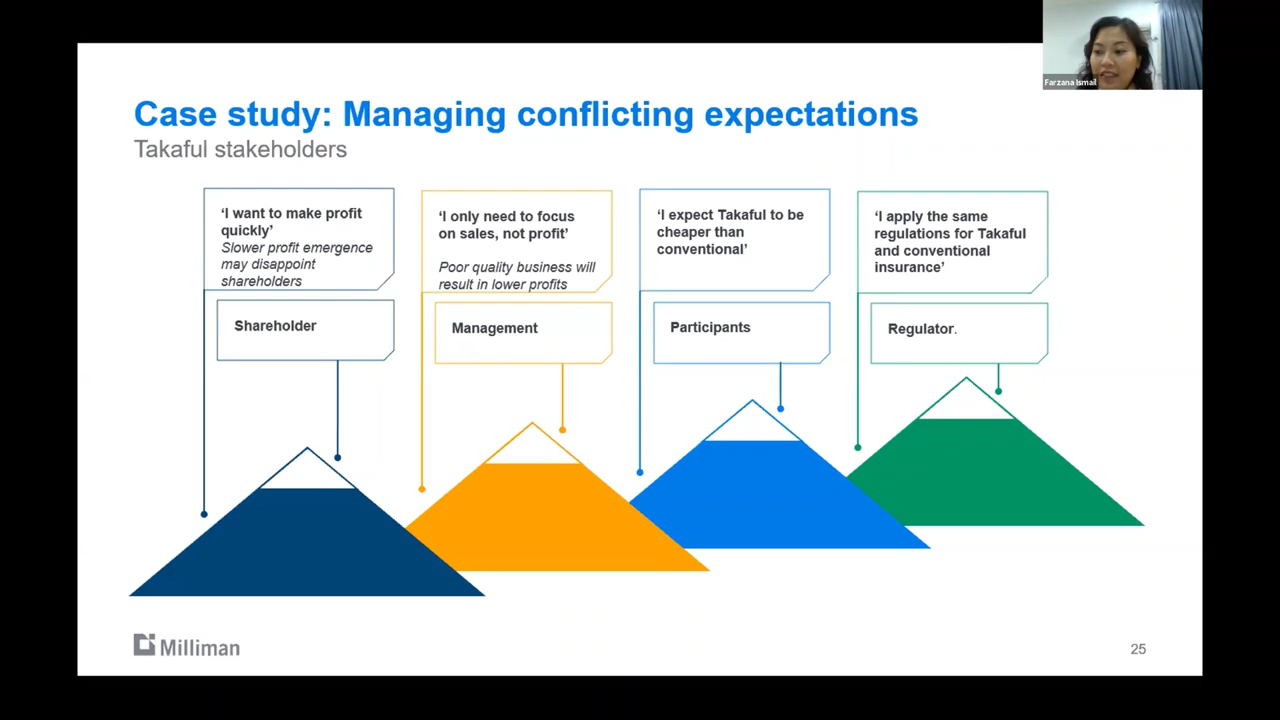 Farzana Ismail
Case study: Managing conflicting expectations
Takaful stakeholders
‘I want to make profit
quickly’
Slower profit emergence
may disappoint
shareholders
Shareholder
‘I only need to focus
on sales, not profit’
Poor quality business will
result in lower profits
Management
‘I expect Takaful to be
cheaper than
conventional’
Participants
‘I apply the same
regulations for Takaful
and conventional
insurance’
Regulator.
Milliman
25